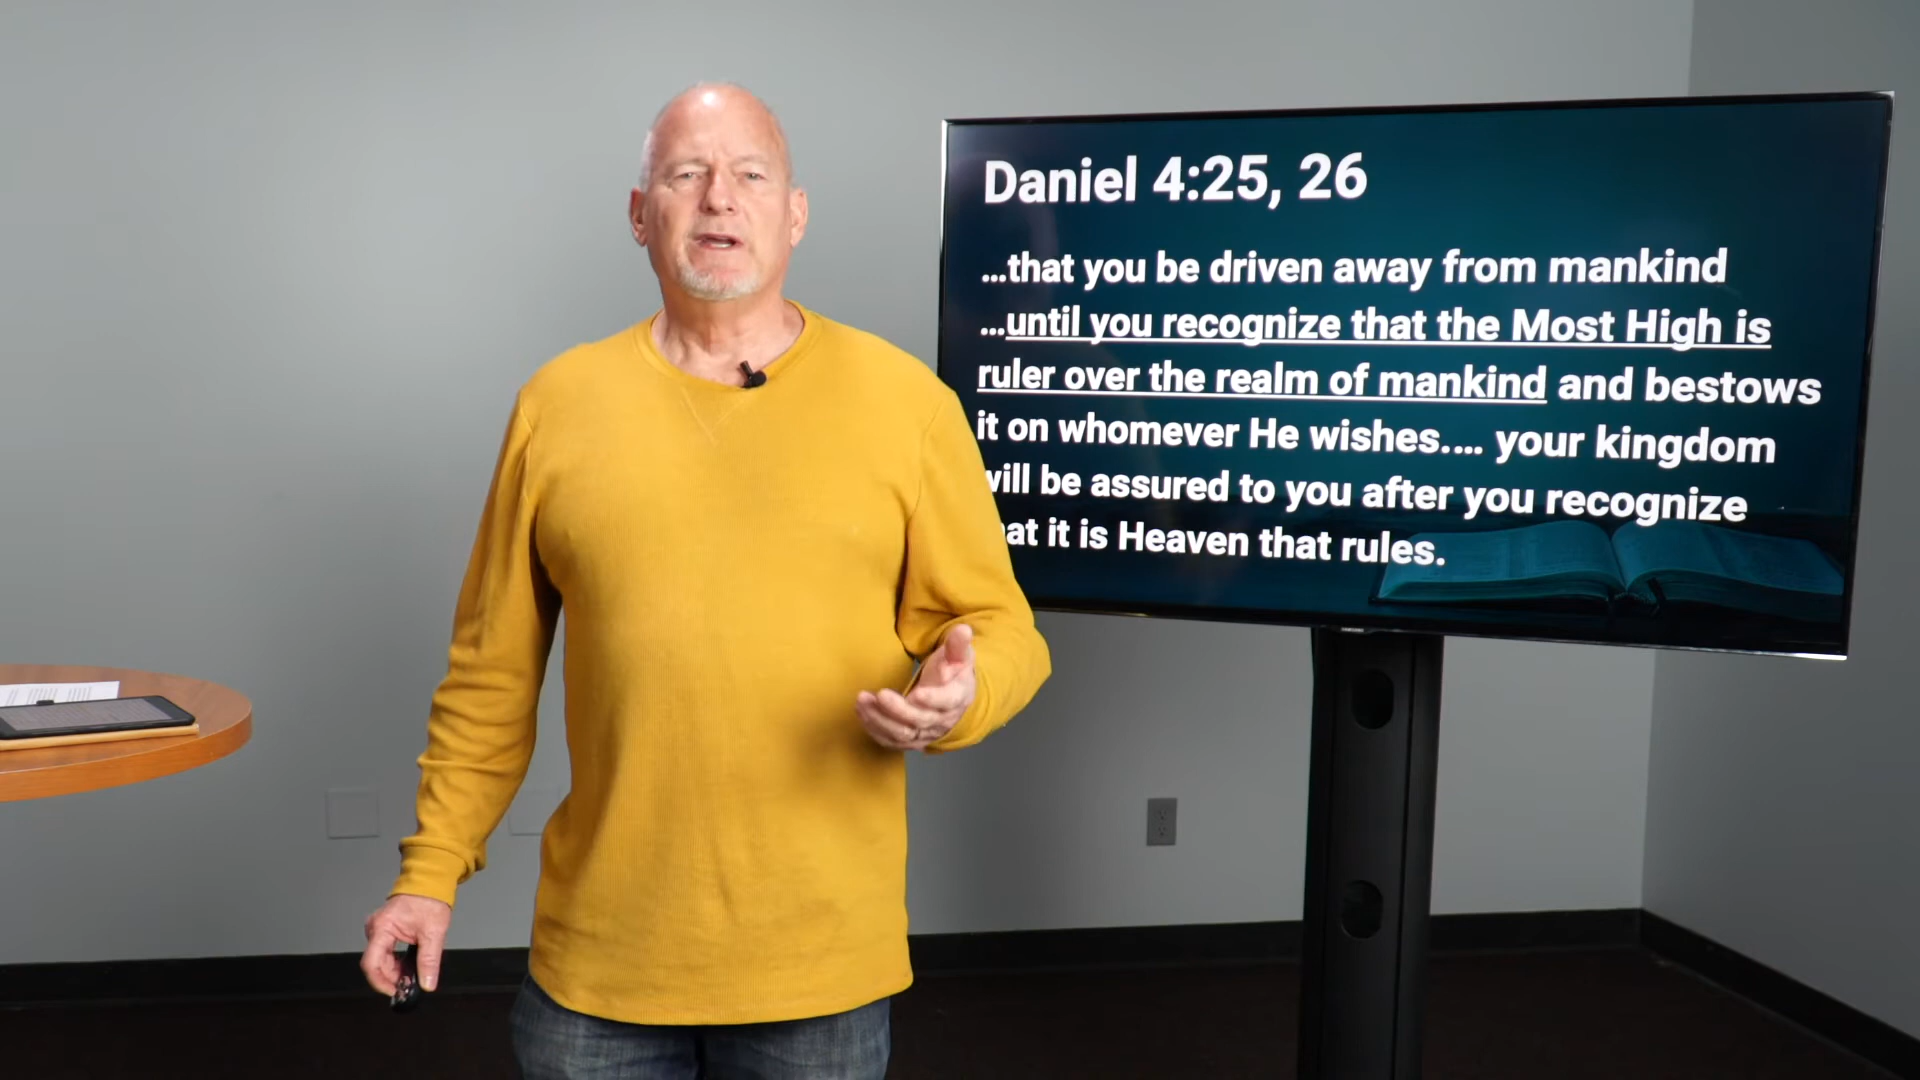 Daniel 4:25, 26
...that you be driven away from mankind
...until you recognize that the Most High is
ruler over the realm of mankind and bestows
it on whomever He wishes.... your kingdom
will be assured to you after you recognize
at it is Heaven that rules.